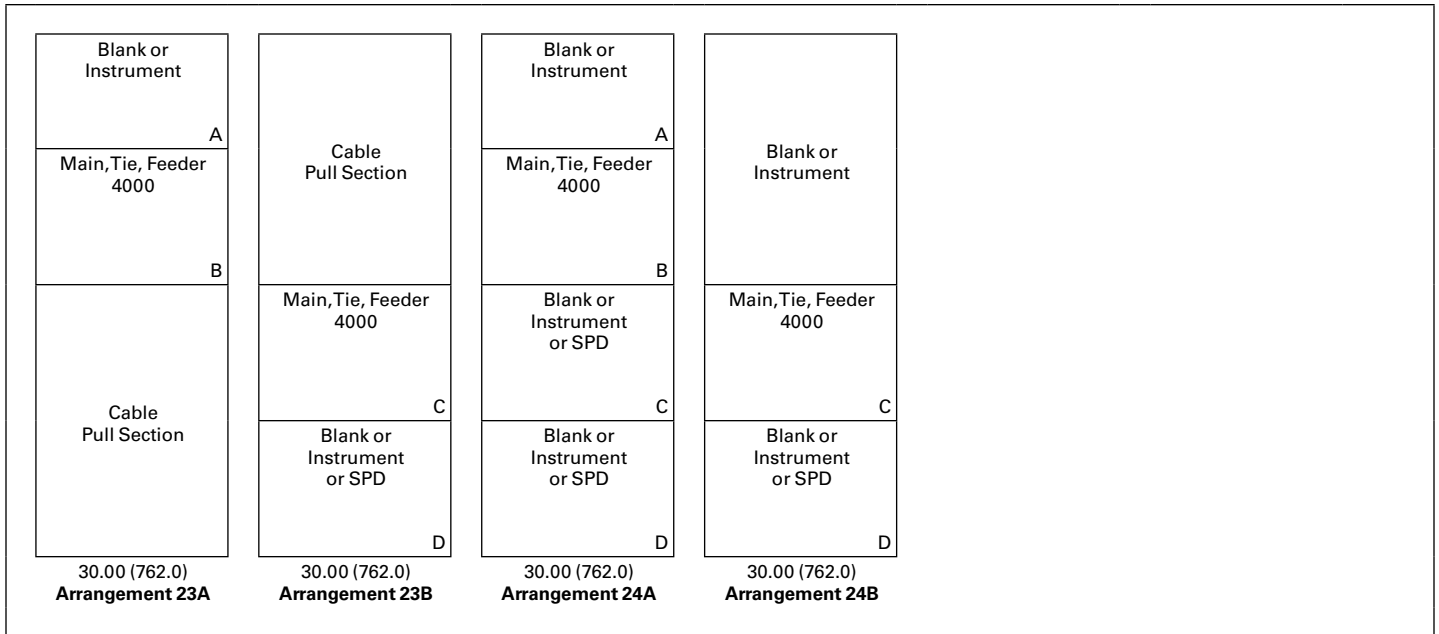 Blank or
Instrument
A
Main, Tie, Feeder
4000
B
Cable
Pull Section
30.00 (762.0)
Arrangement 23A
Cable
Pull Section
Main, Tie, Feeder
4000
C
Blank or
Instrument
or SPD
D
30.00 (762.0)
Arrangement 23B
Blank or
Instrument
A
Main, Tie, Feeder
4000
B
Blank or
Instrument
or SPD
C
Blank or
Instrument
or SPD
D
30.00 (762.0)
Arrangement 24A
Blank or
Instrument
Main, Tie, Feeder
4000
C
Blank or
Instrument
or SPD
D
30.00 (762.0)
Arrangement 24B